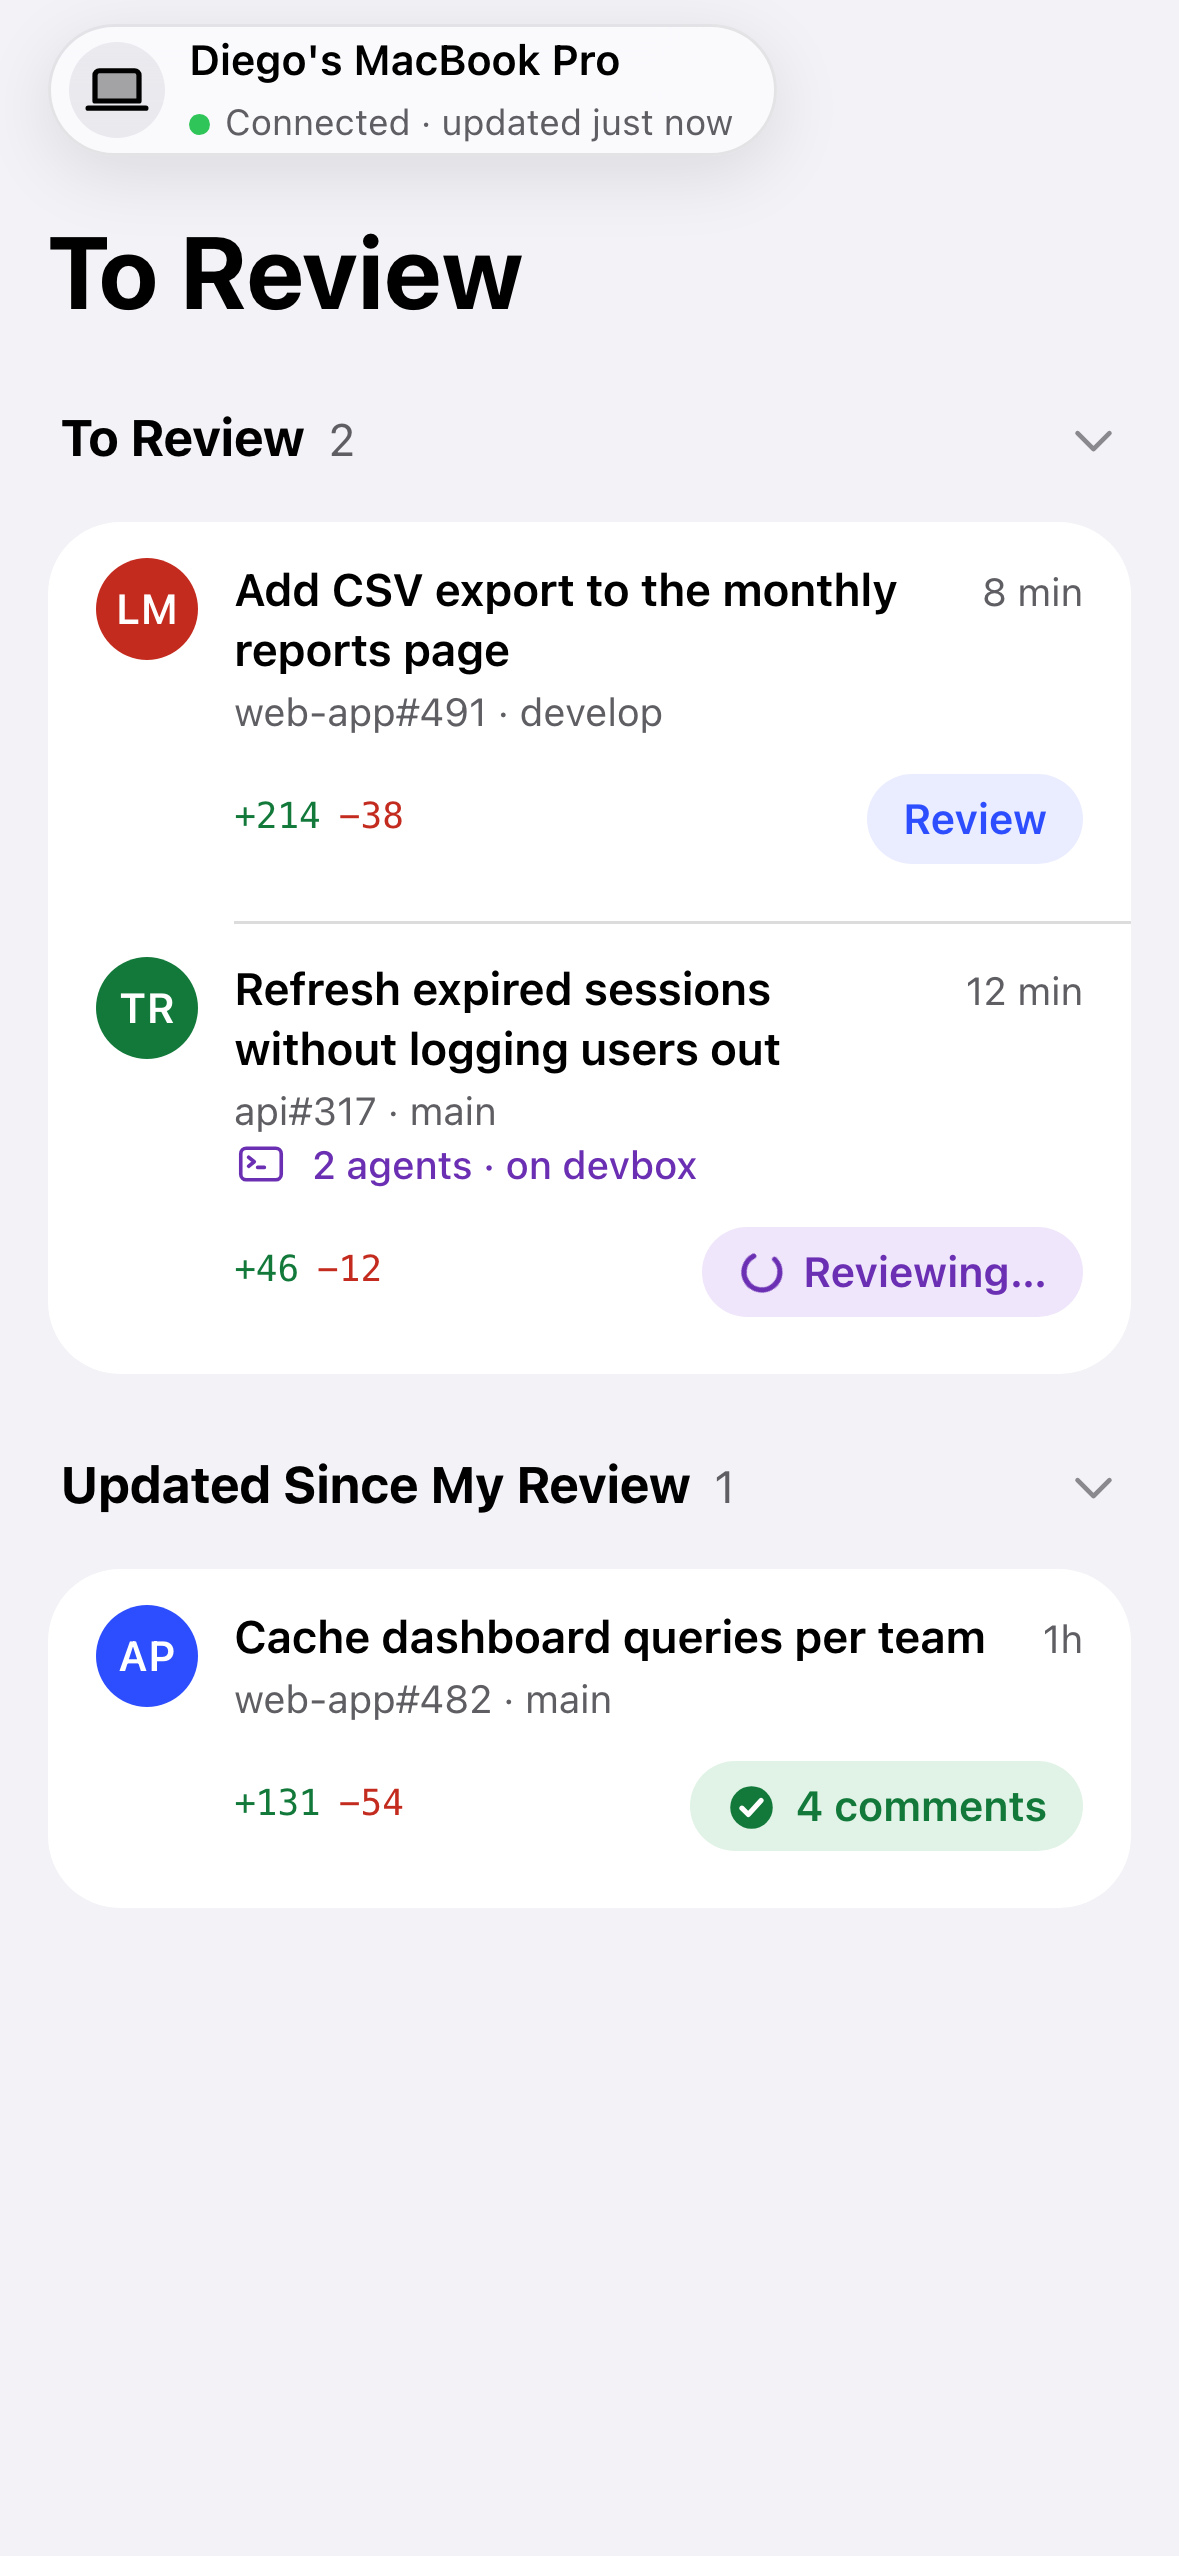 Diego's MacBook Pro
Connected · updated just now
To Review
To Review 2
LM
Add CSV export to the monthly
8 min
reports page
web-app#491 · develop
+214 −38
Review
TR
Refresh expired sessions
12 min
without logging users out
api#317 · main
2 agents · on devbox
+46 −12
Reviewing...
Updated Since My Review 1
AP
Cache dashboard queries per team
1h
web-app#482 · main
+131 −54
4 comments